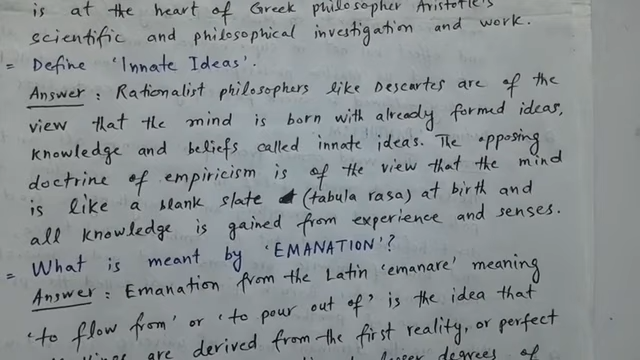 is at the heart of Greek philosopher Aristotle's
scientific and philosophical investigation and work.
= Define 'Innate Ideas'.
Answer : Rationalist philosophers like Descartes are of the
view that the mind is born with already formed ideas,
knowledge and beliefs called innate ideas. The opposing
doctrine of empiricism is of the view that the mind
is like a blank slate (tabula rasa) at birth and
all knowledge is gained from experience and senses.
= What is meant by 'EMANATION'?
Answer : Emanation from the Latin 'emanare' meaning
'to flow from' or 'to pour out of' is the idea that
are derived from the first reality, or perfect
degrees of